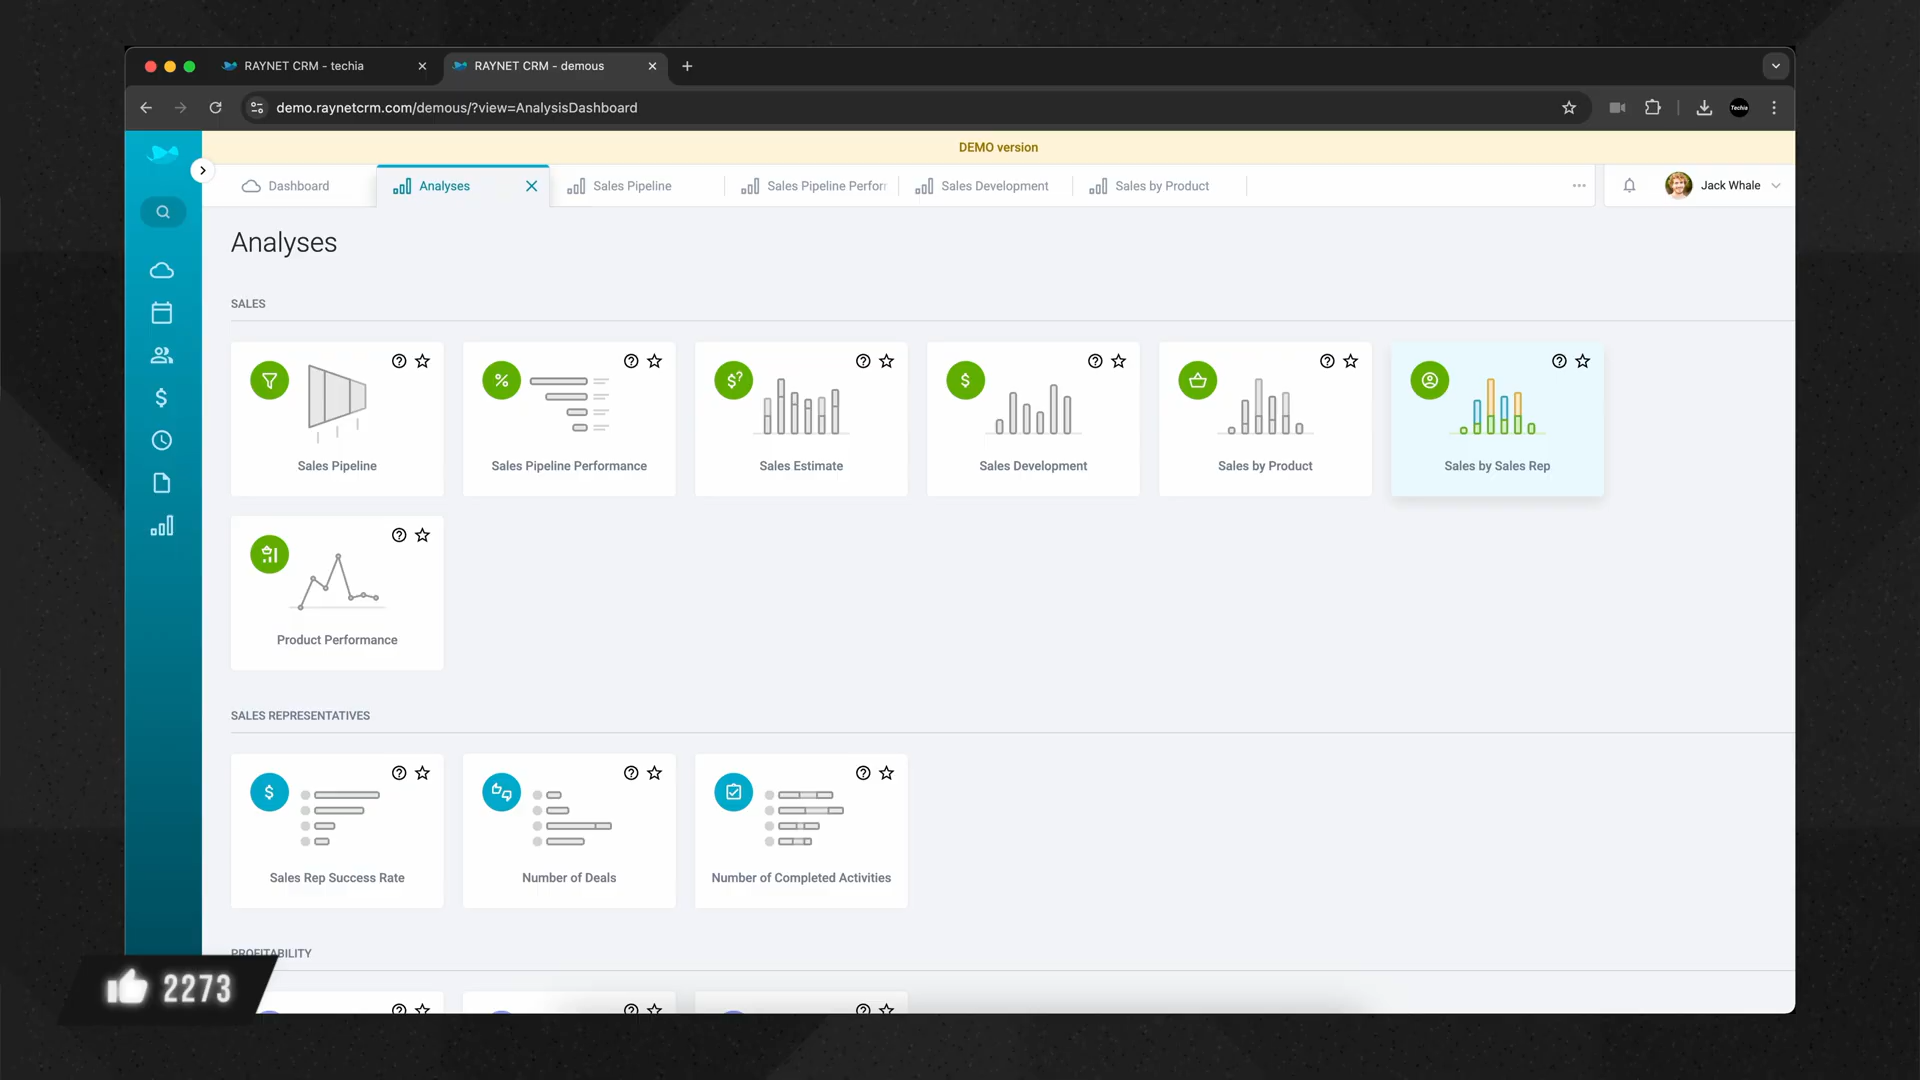 RAYNET CRM - techia
RAYNET CRM - demous
demo.raynetcrm.com/demous/?view=AnalysisDashboard
Techia
DEMO version
Dashboard
Analyses
Sales Pipeline
Sales Pipeline Perfor
Sales Development
Sales by Product
Jack Whale
Analyses
SALES
Sales Pipeline
Sales Pipeline Performance
Sales Estimate
Sales Development
Sales by Product
Sales by Sales Rep
Product Performance
SALES REPRESENTATIVES
Sales Rep Success Rate
Number of Deals
Number of Completed Activities
PROFITABILITY
2273